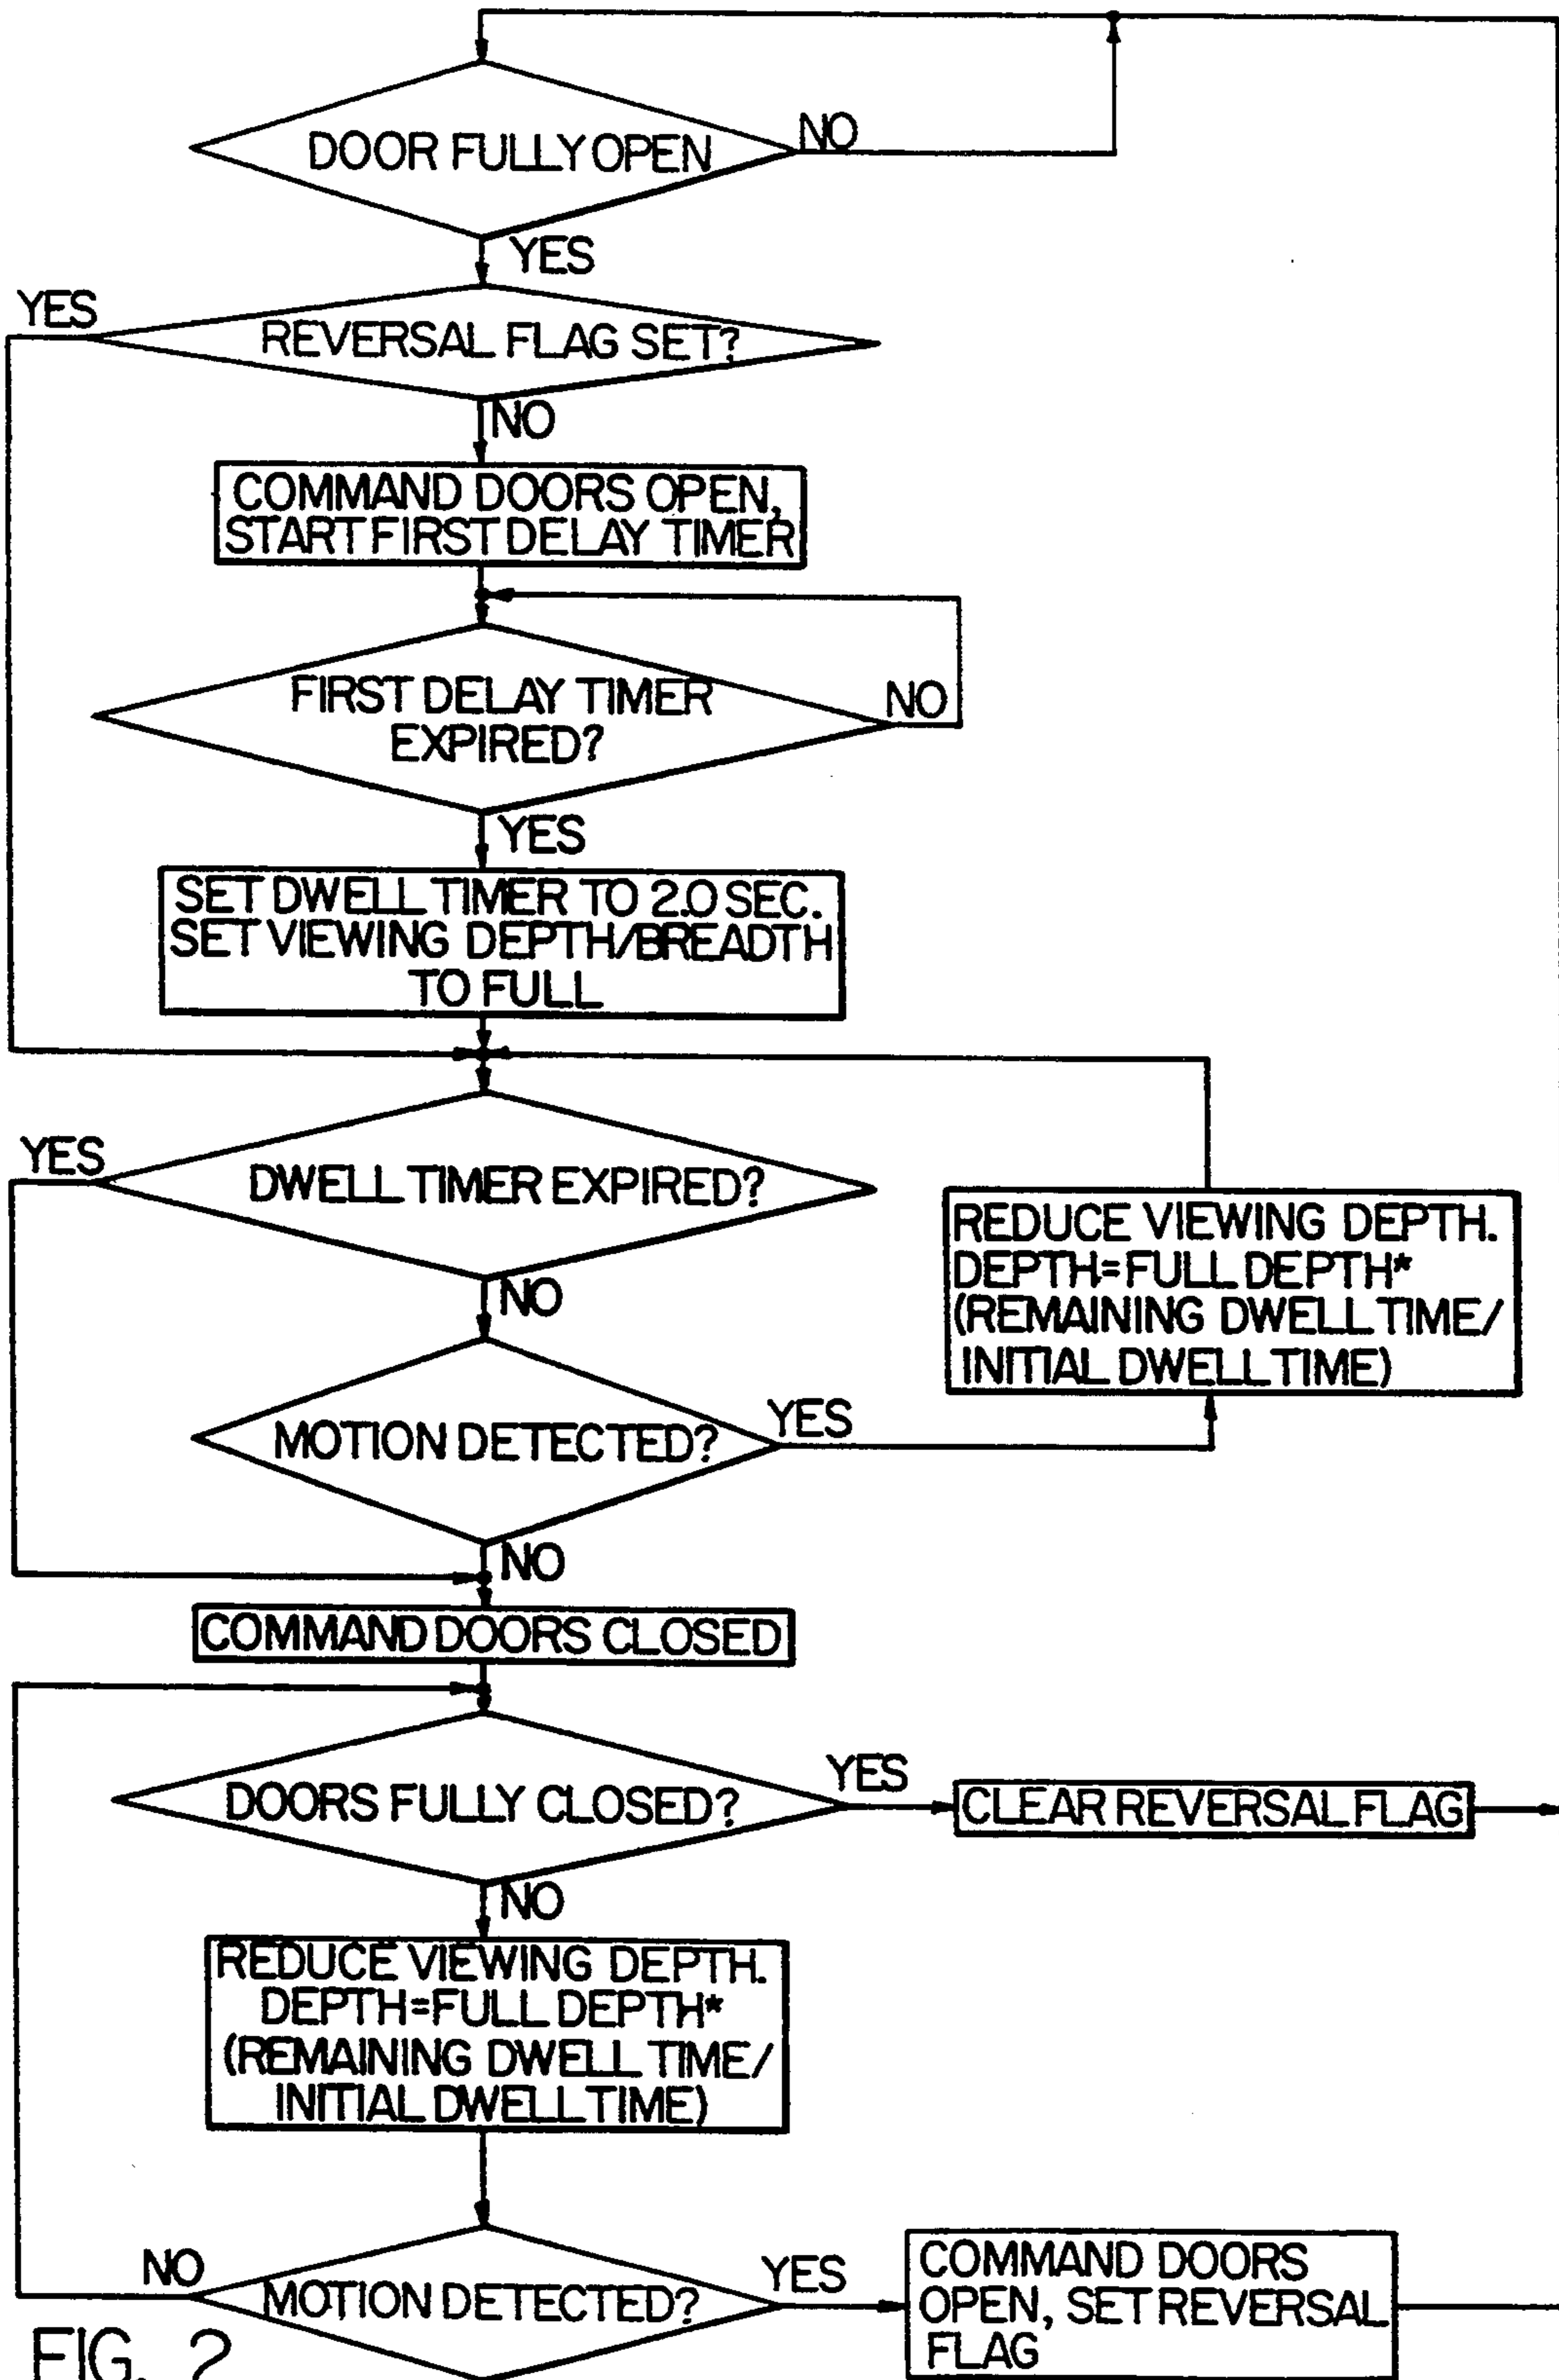 DOOR FULLY OPEN
NO
YES
YES
REVERSAL FLAG SET?
NO
COMMAND DOORS OPEN,
START FIRST DELAY TIMER
FIRST DELAY TIMER
EXPIRED?
NO
YES
SET DWELL TIMER TO 2.0 SEC.
SET VIEWING DEPTH/BREADTH
TO FULL
YES
DWELL TIMER EXPIRED?
NO
REDUCE VIEWING DEPTH.
DEPTH=FULL DEPTH*
(REMAINING DWELL TIME/
INITIAL DWELL TIME)
MOTION DETECTED?
YES
NO
COMMAND DOORS CLOSED
DOORS FULLY CLOSED?
YES
CLEAR REVERSAL FLAG
NO
REDUCE VIEWING DEPTH.
DEPTH=FULL DEPTH*
(REMAINING DWELL TIME/
INITIAL DWELL TIME)
NO
MOTION DETECTED?
YES
COMMAND DOORS
OPEN, SET REVERSAL
FLAG
FIG. 2